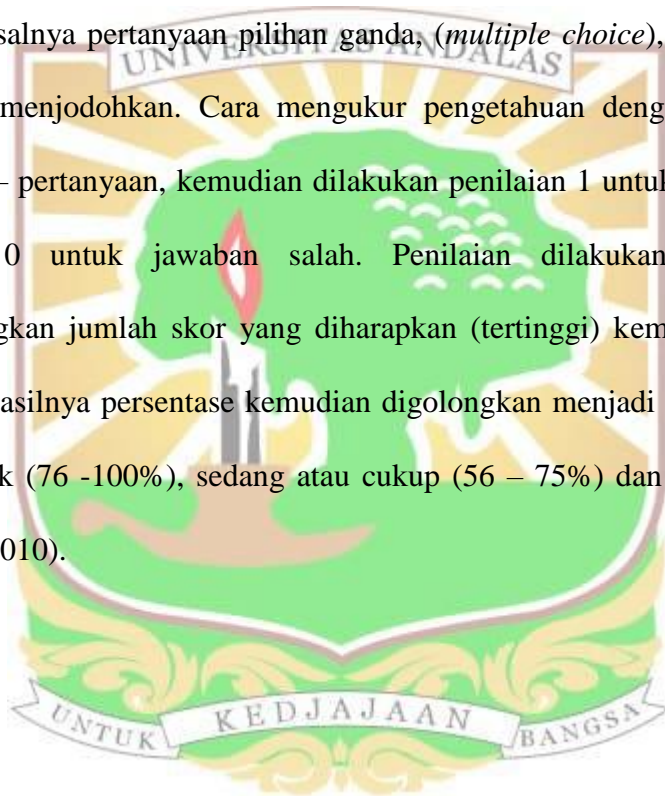 salnya pertanyaan pilihan ganda, (multiple choice),
UNIVERSITAS ANDALAS
menjodohkan. Cara mengukur pengetahuan deng
– pertanyaan, kemudian dilakukan penilaian 1 untuk
0 untuk jawaban salah. Penilaian dilakukan
gkan jumlah skor yang diharapkan (tertinggi) kem
asilnya persentase kemudian digolongkan menjadi
k (76 -100%), sedang atau cukup (56 – 75%) dan
010).
UNTUK KEDJAJAAN BANGSA